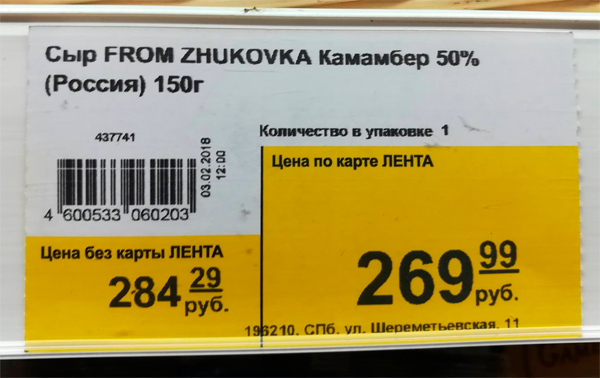 Сыр FROM ZHUKOVKA Камамбер 50%
(Россия) 150г
437741
03.02.2018
12:00
4 600533 060203
Количество в упаковке 1
Цена по карте ЛЕНТА
269 99
руб.
Цена без карты ЛЕНТА
284 29
руб.
196210, СПб, ул. Шереметьевская, 11